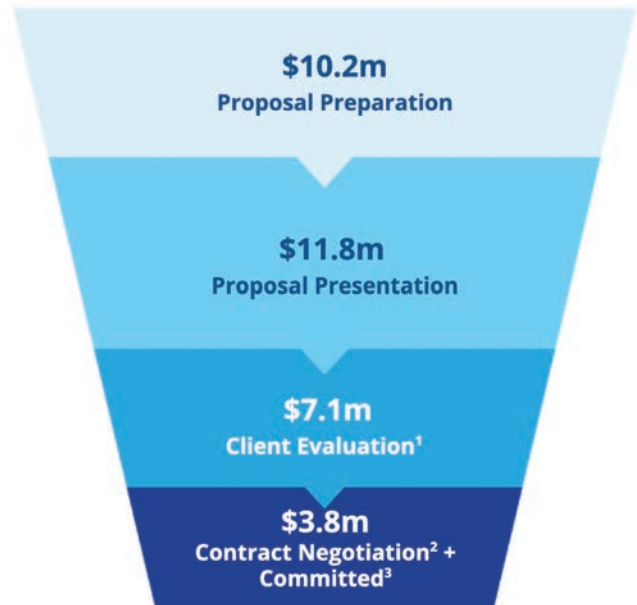 $10.2m
Proposal Preparation
$11.8m
Proposal Presentation
$7.1m
Client Evaluation¹
$3.8m
Contract Negotiation² +
Committed³